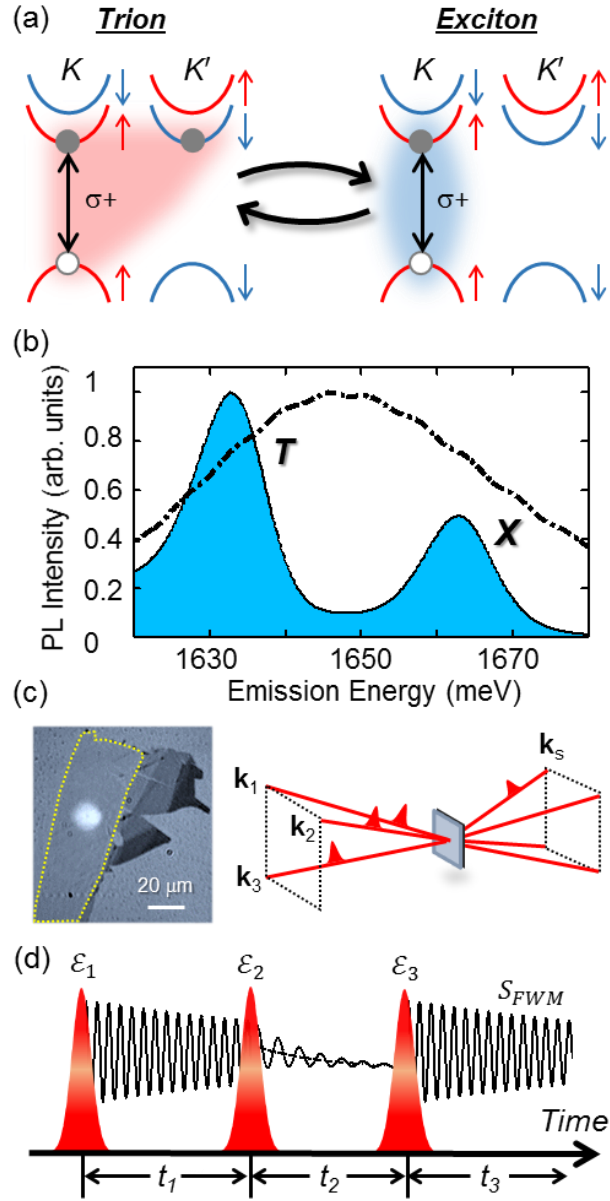 (a) Trion Exciton
K K' K K'
σ+ σ+
(b)
PL Intensity (arb. units)
1
0.8
0.6
0.4
0.2
0
T
X
1630 1650 1670
Emission Energy (meV)
(c)
20 μm
k1
k2
k3
ks
(d)
ℰ1 ℰ2 ℰ3
SFWM
Time
t1 t2 t3